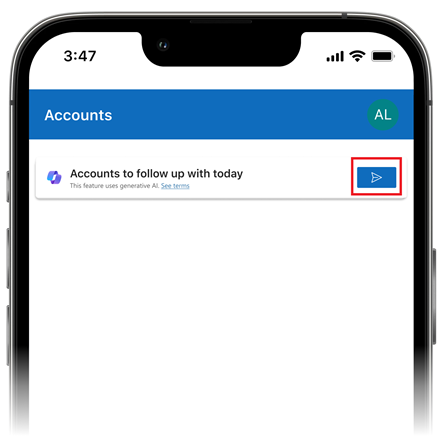 3:47
Accounts
AL
Accounts to follow up with today
This feature uses generative AI. See terms